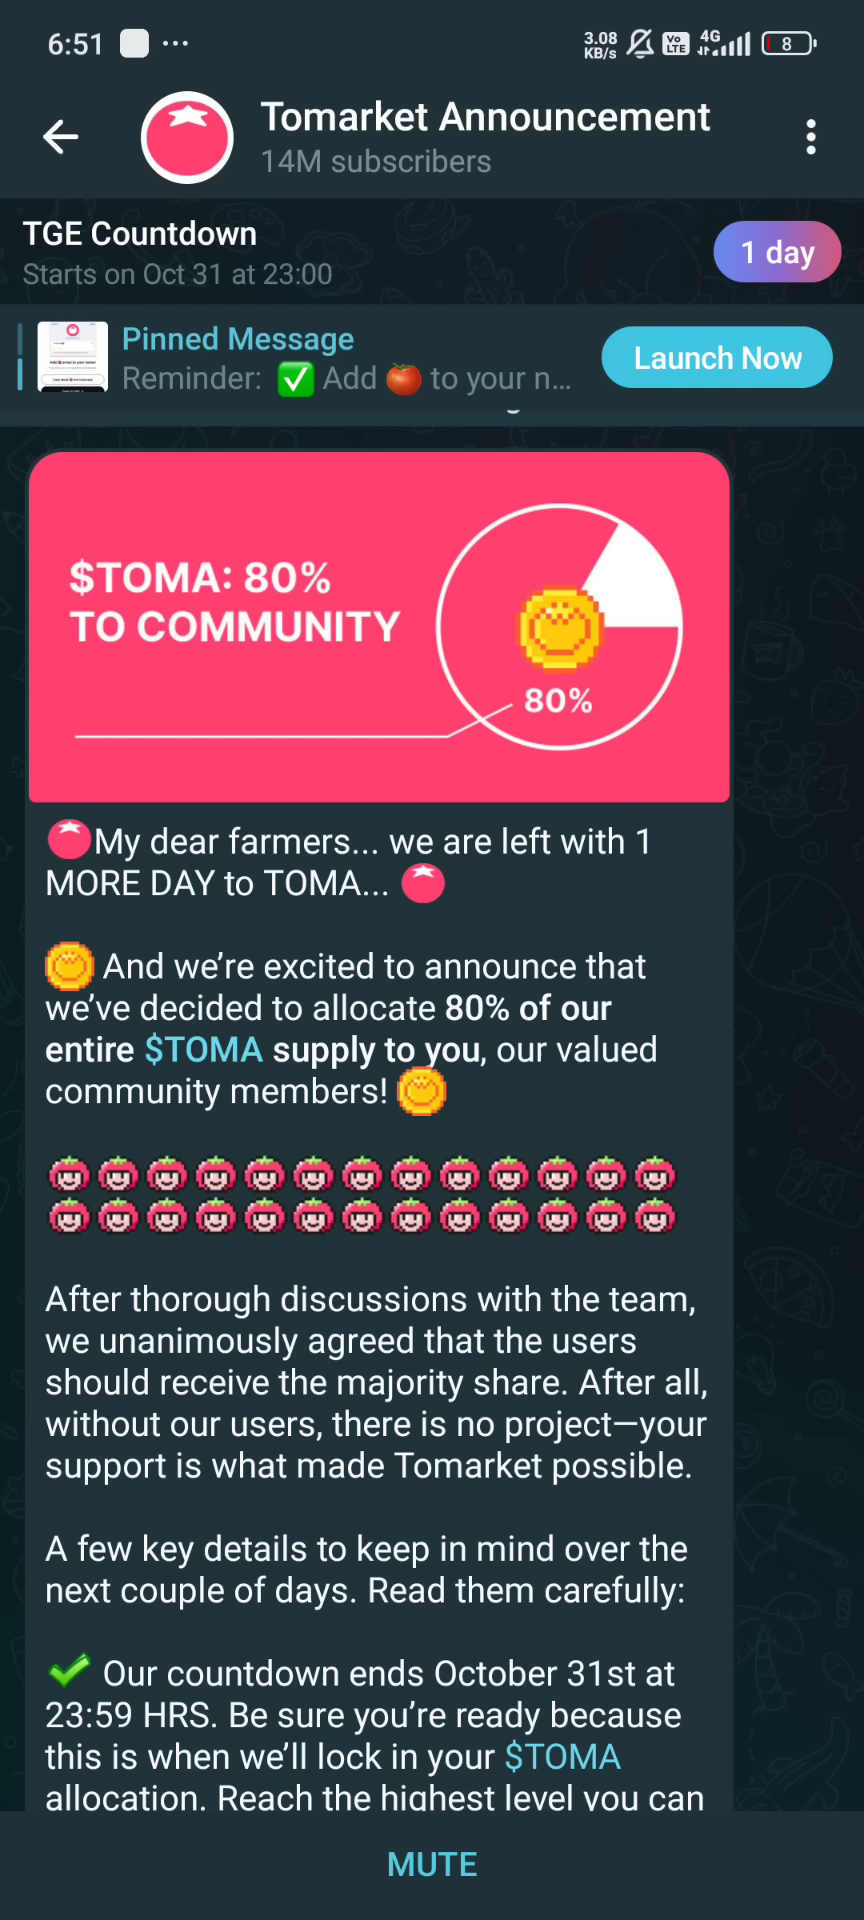 6:51 ...
3.08 KB/s Vo LTE 4G 8
Tomarket Announcement
14M subscribers
TGE Countdown
Starts on Oct 31 at 23:00
1 day
Pinned Message
Reminder: ✅ Add 🍅 to your n...
Launch Now
$TOMA: 80%
TO COMMUNITY
80%
My dear farmers... we are left with 1
MORE DAY to TOMA...
And we’re excited to announce that
we’ve decided to allocate 80% of our
entire $TOMA supply to you, our valued
community members!
After thorough discussions with the team,
we unanimously agreed that the users
should receive the majority share. After all,
without our users, there is no project—your
support is what made Tomarket possible.
A few key details to keep in mind over the
next couple of days. Read them carefully:
Our countdown ends October 31st at
23:59 HRS. Be sure you’re ready because
this is when we’ll lock in your $TOMA
allocation. Reach the highest level you can
MUTE